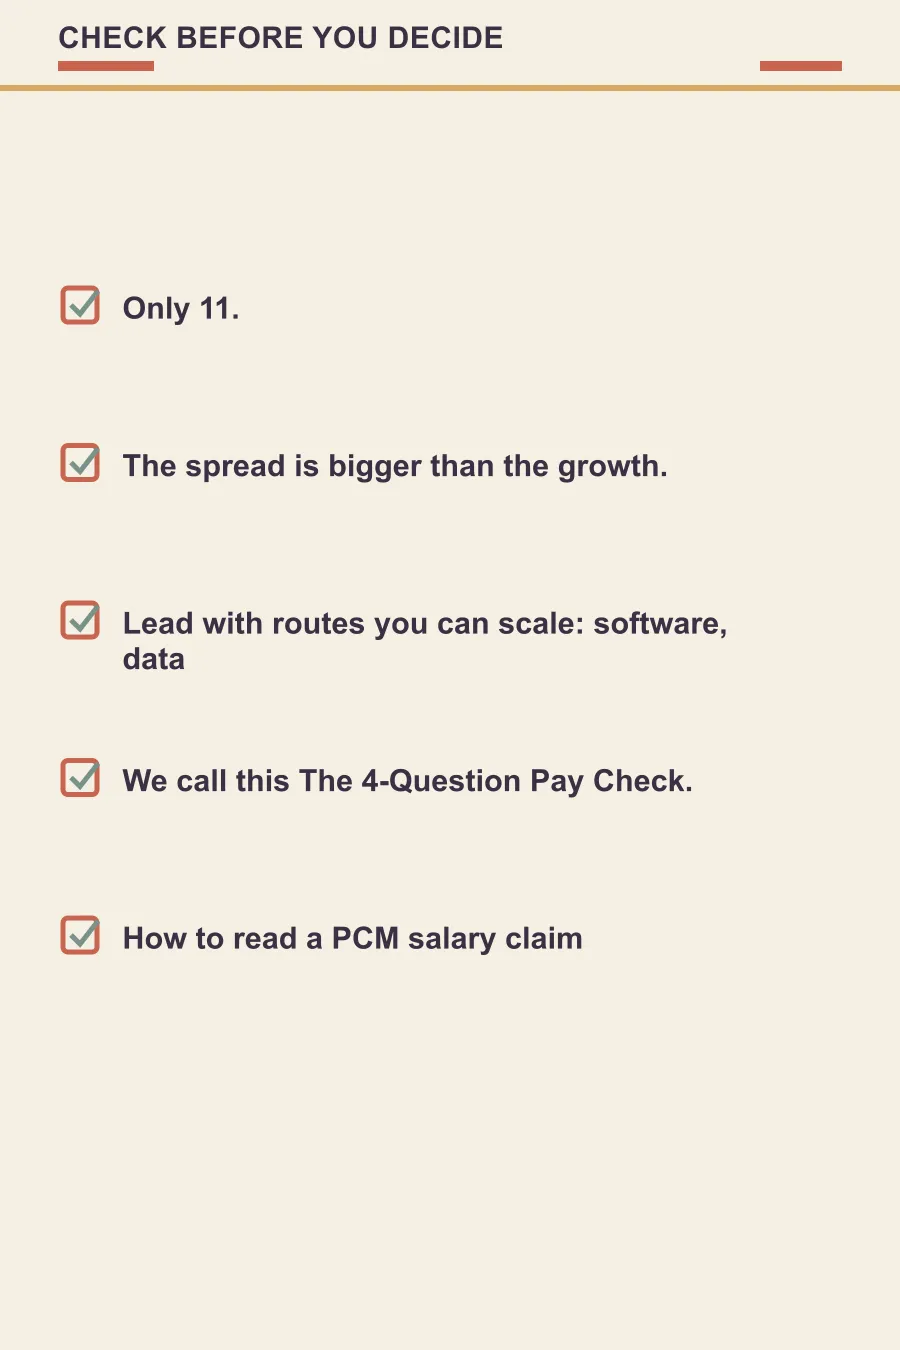 CHECK BEFORE YOU DECIDE
Only 11.
The spread is bigger than the growth.
Lead with routes you can scale: software,
data
We call this The 4-Question Pay Check.
How to read a PCM salary claim